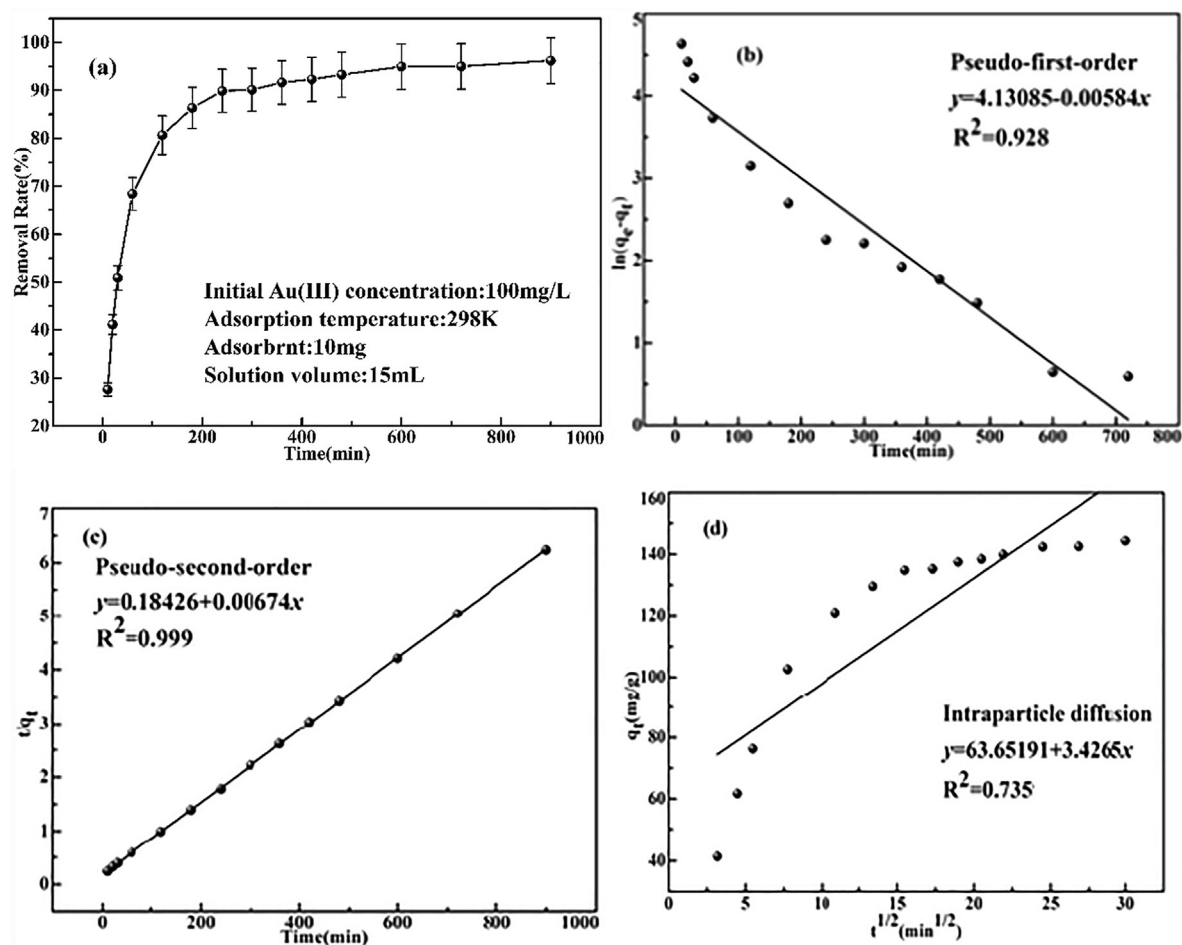 (a)
Removal Rate(%)
100
90
80
70
60
50
40
30
20
Initial Au(III) concentration:100mg/L
Adsorption temperature:298K
Adsorbrnt:10mg
Solution volume:15mL
0 200 400 600 800 1000
Time(min)
(b)
ln(qe-qt)
5
4
3
2
1
0
Pseudo-first-order
y=4.13085-0.00584x
R2=0.928
0 100 200 300 400 500 600 700 800
Time(min)
(c)
t/qt
7
6
5
4
3
2
1
0
Pseudo-second-order
y=0.18426+0.00674x
R2=0.999
0 200 400 600 800 1000
Time(min)
(d)
qt(mg/g)
160
140
120
100
80
60
40
Intraparticle diffusion
y=63.65191+3.4265x
R2=0.735
0 5 10 15 20 25 30
t1/2(min1/2)